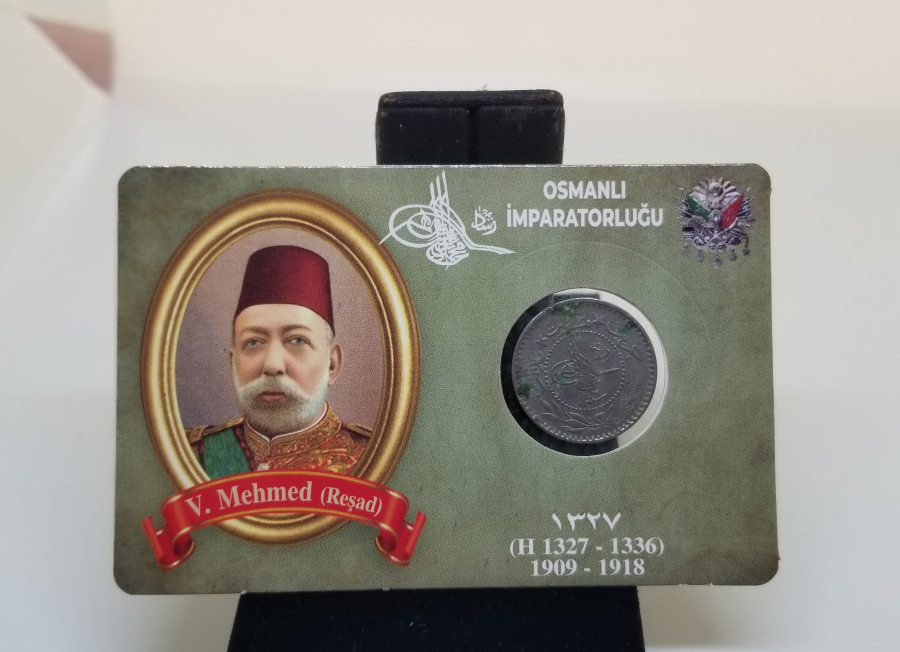 OSMANLI
İMPARATORLUĞU
V. Mehmed (Reşad)
١٣٢٧
(H 1327 - 1336)
1909 - 1918